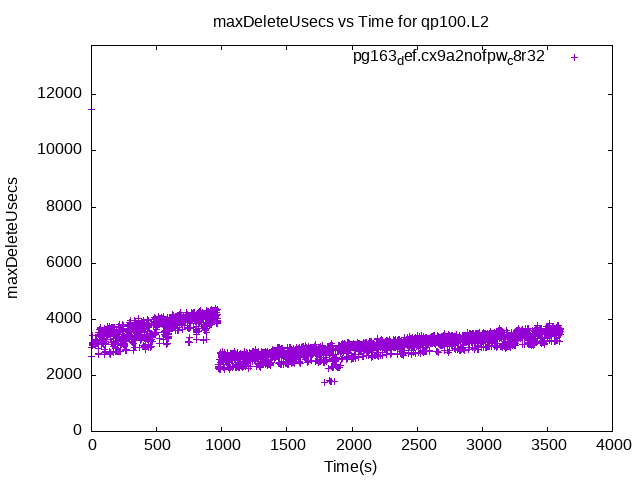 maxDeleteUsecs vs Time for qp100.L2
pg163def.cx9a2nofpwc8r32
12000
10000
8000
6000
4000
2000
0
maxDeleteUsecs
0 500 1000 1500 2000 2500 3000 3500 4000
Time(s)